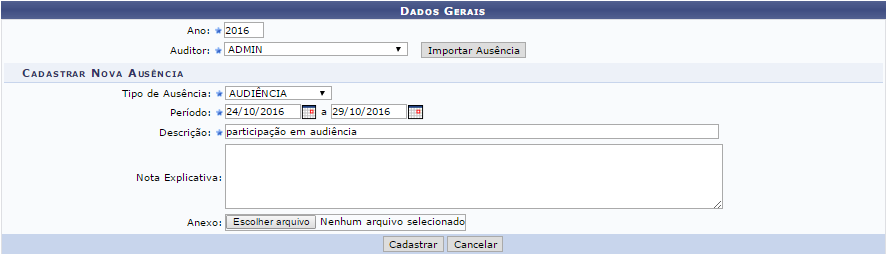 Dados Gerais
Ano: 2016
Auditor: ADMIN Importar Ausência
Cadastrar Nova Ausência
Tipo de Ausência: AUDIÊNCIA
Período: 24/10/2016 a 29/10/2016
Descrição: participação em audiência
Nota Explicativa:
Anexo: Escolher arquivo Nenhum arquivo selecionado
Cadastrar Cancelar